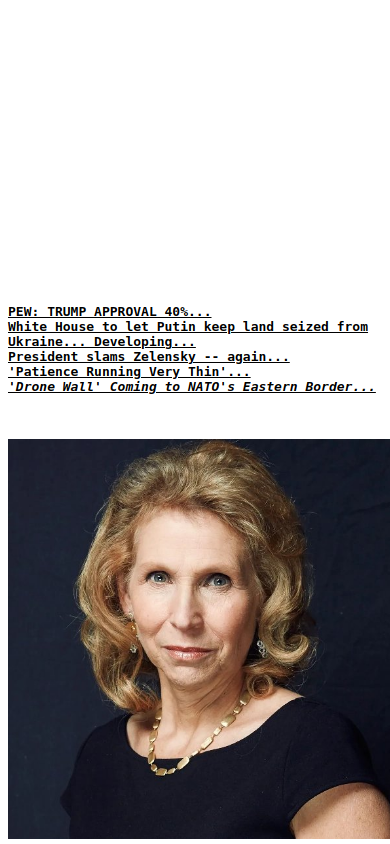 PEW: TRUMP APPROVAL 40%...
White House to let Putin keep land seized from
Ukraine... Developing...
President slams Zelensky -- again...
'Patience Running Very Thin'...
'Drone Wall' Coming to NATO's Eastern Border...